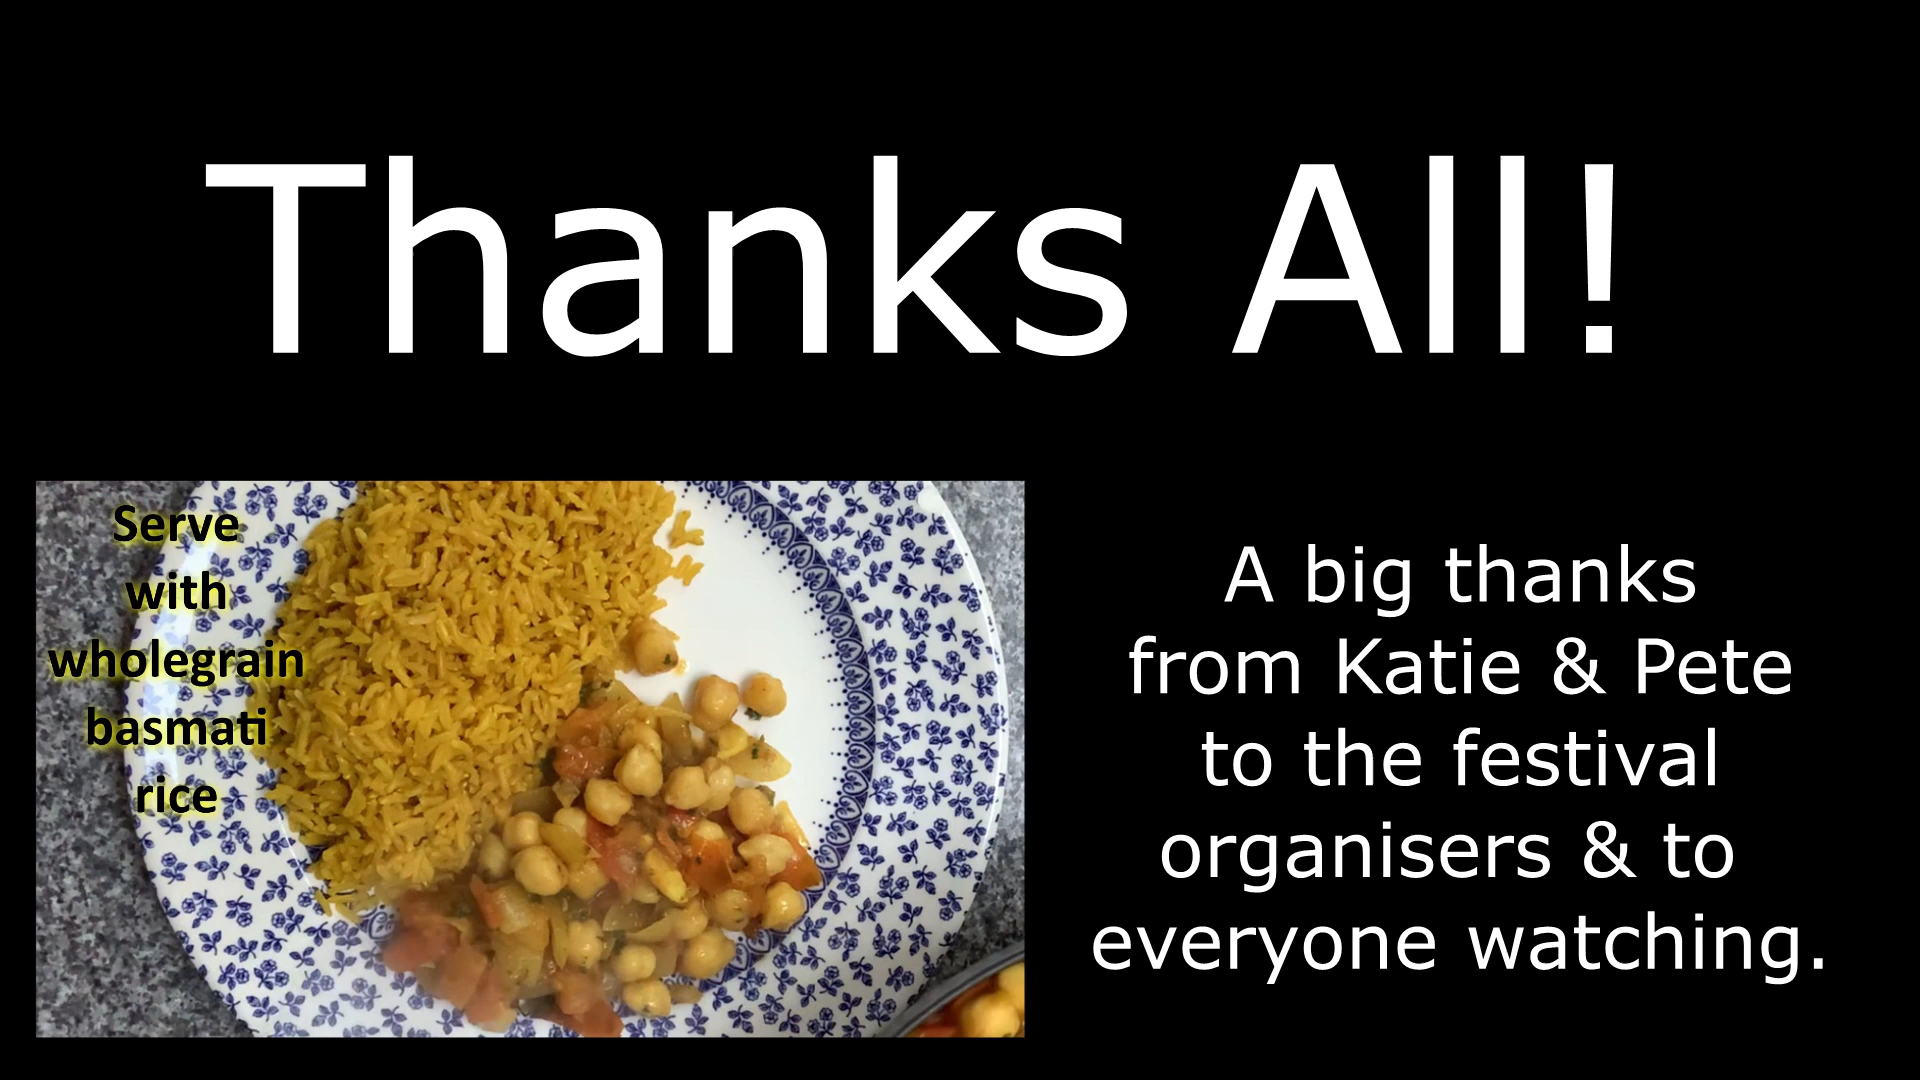 Thanks All!
Serve
with
wholegrain
basmati
rice
A big thanks
from Katie & Pete
to the festival
organisers & to
everyone watching.